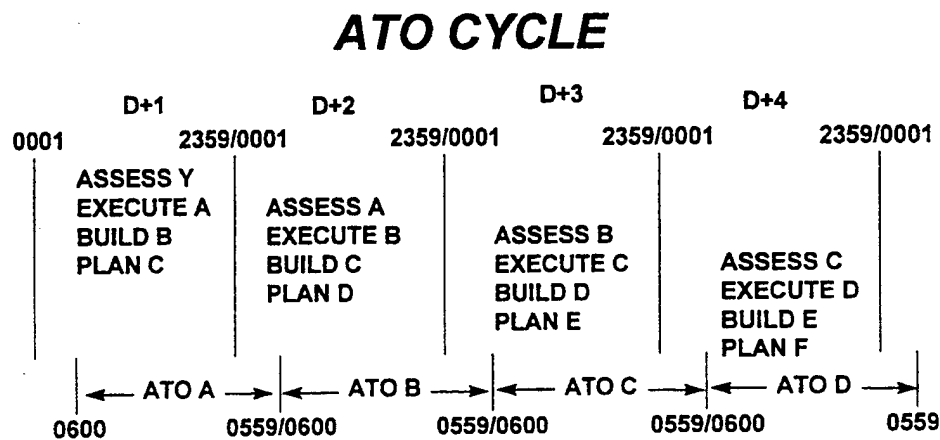 ATO CYCLE
D+1 D+2 D+3 D+4
0001 2359/0001 2359/0001 2359/0001 2359/0001
ASSESS Y
EXECUTE A
BUILD B
PLAN C
ASSESS A
EXECUTE B
BUILD C
PLAN D
ASSESS B
EXECUTE C
BUILD D
PLAN E
ASSESS C
EXECUTE D
BUILD E
PLAN F
ATO A ATO B ATO C ATO D
0600 0559/0600 0559/0600 0559/0600 0559